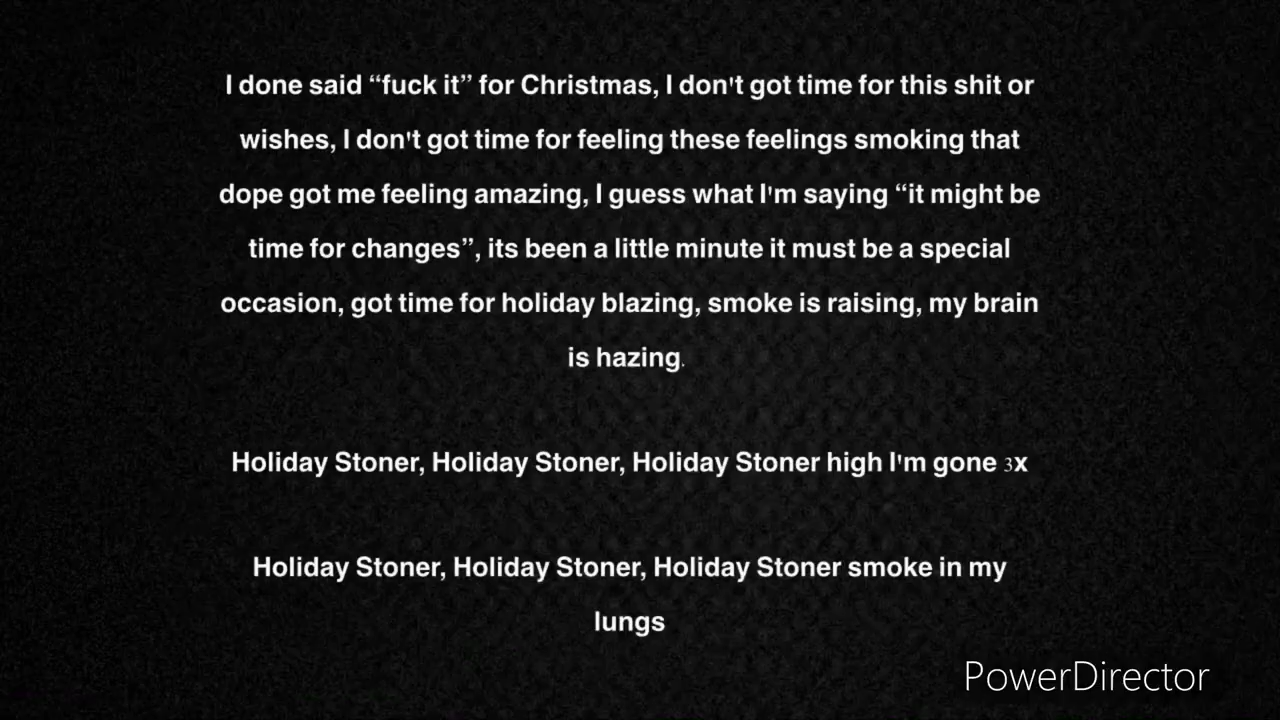 I done said “fuck it” for Christmas, I don't got time for this shit or
wishes, I don't got time for feeling these feelings smoking that
dope got me feeling amazing, I guess what I'm saying “it might be
time for changes”, its been a little minute it must be a special
occasion, got time for holiday blazing, smoke is raising, my brain
is hazing.
Holiday Stoner, Holiday Stoner, Holiday Stoner high I'm gone 3x
Holiday Stoner, Holiday Stoner, Holiday Stoner smoke in my
lungs
PowerDirector